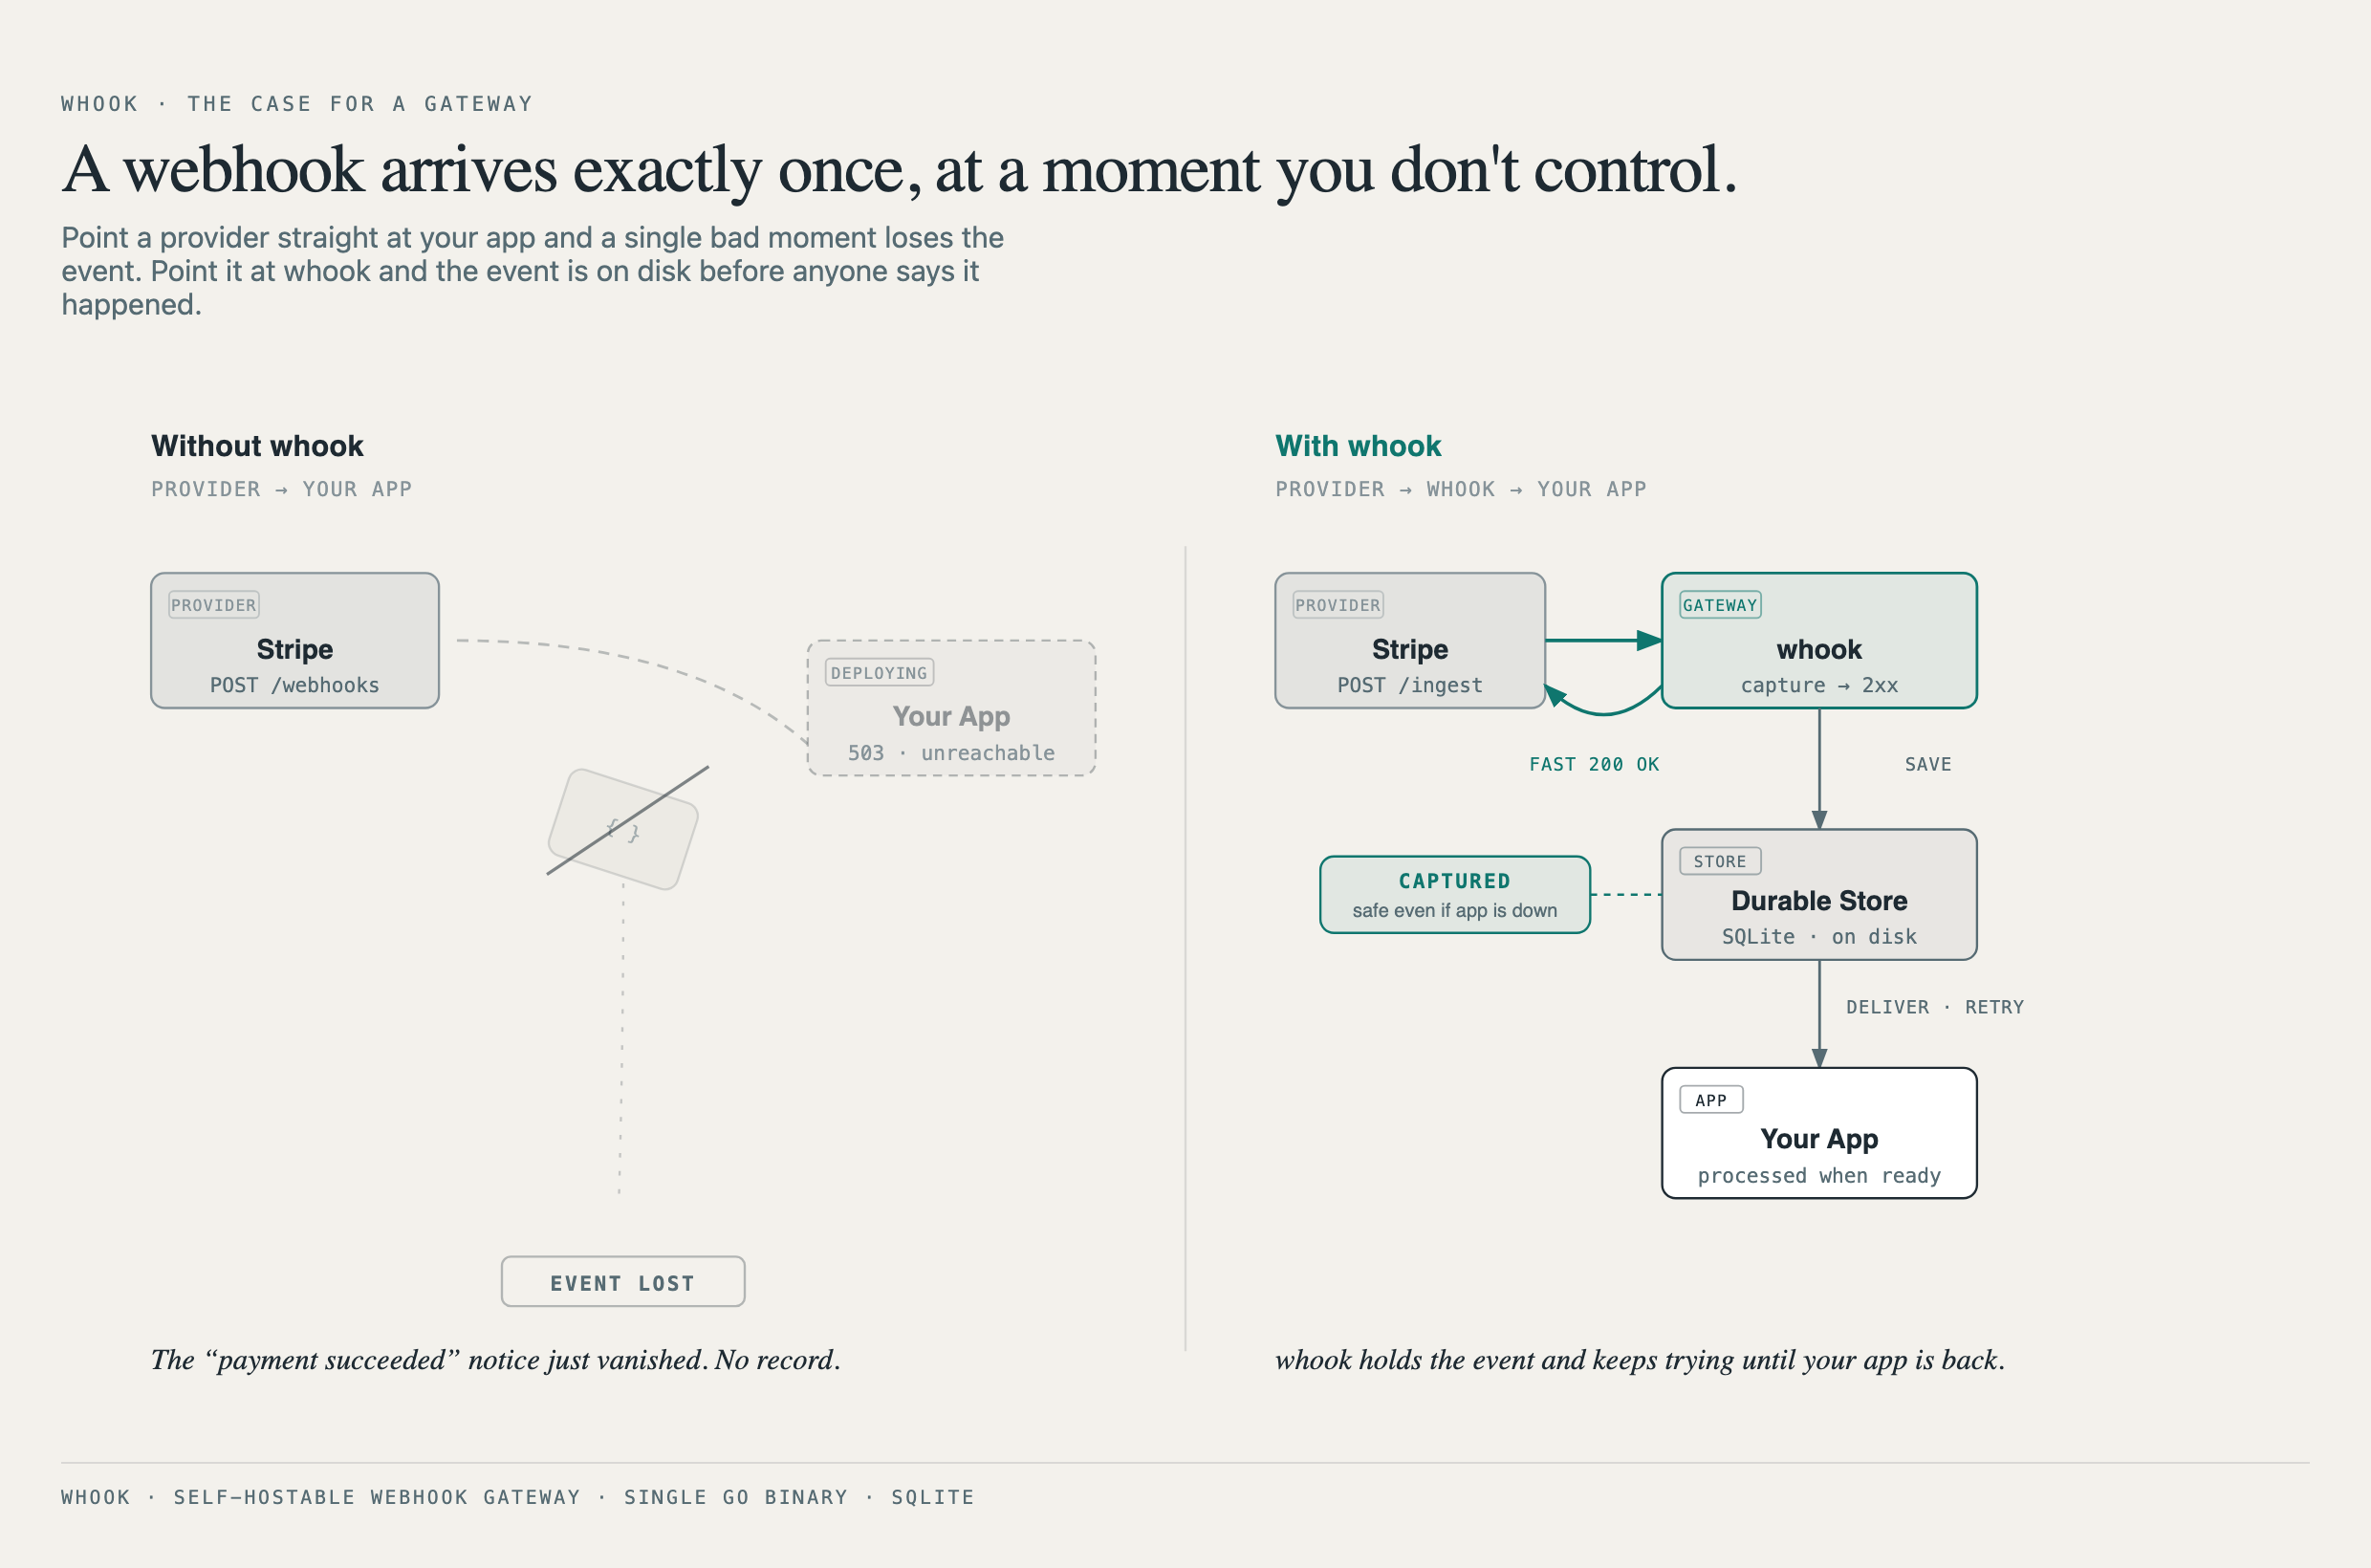 WHOOK · THE CASE FOR A GATEWAY
A webhook arrives exactly once, at a moment you don't control.
Point a provider straight at your app and a single bad moment loses the
event. Point it at whook and the event is on disk before anyone says it
happened.
Without whook
PROVIDER → YOUR APP
PROVIDER
Stripe
POST /webhooks
DEPLOYING
Your App
503 · unreachable
{ }
EVENT LOST
The “payment succeeded” notice just vanished. No record.
With whook
PROVIDER → WHOOK → YOUR APP
PROVIDER
Stripe
POST /ingest
GATEWAY
whook
capture → 2xx
FAST 200 OK
SAVE
CAPTURED
safe even if app is down
STORE
Durable Store
SQLite · on disk
DELIVER · RETRY
APP
Your App
processed when ready
whook holds the event and keeps trying until your app is back.
WHOOK · SELF-HOSTABLE WEBHOOK GATEWAY · SINGLE GO BINARY · SQLITE